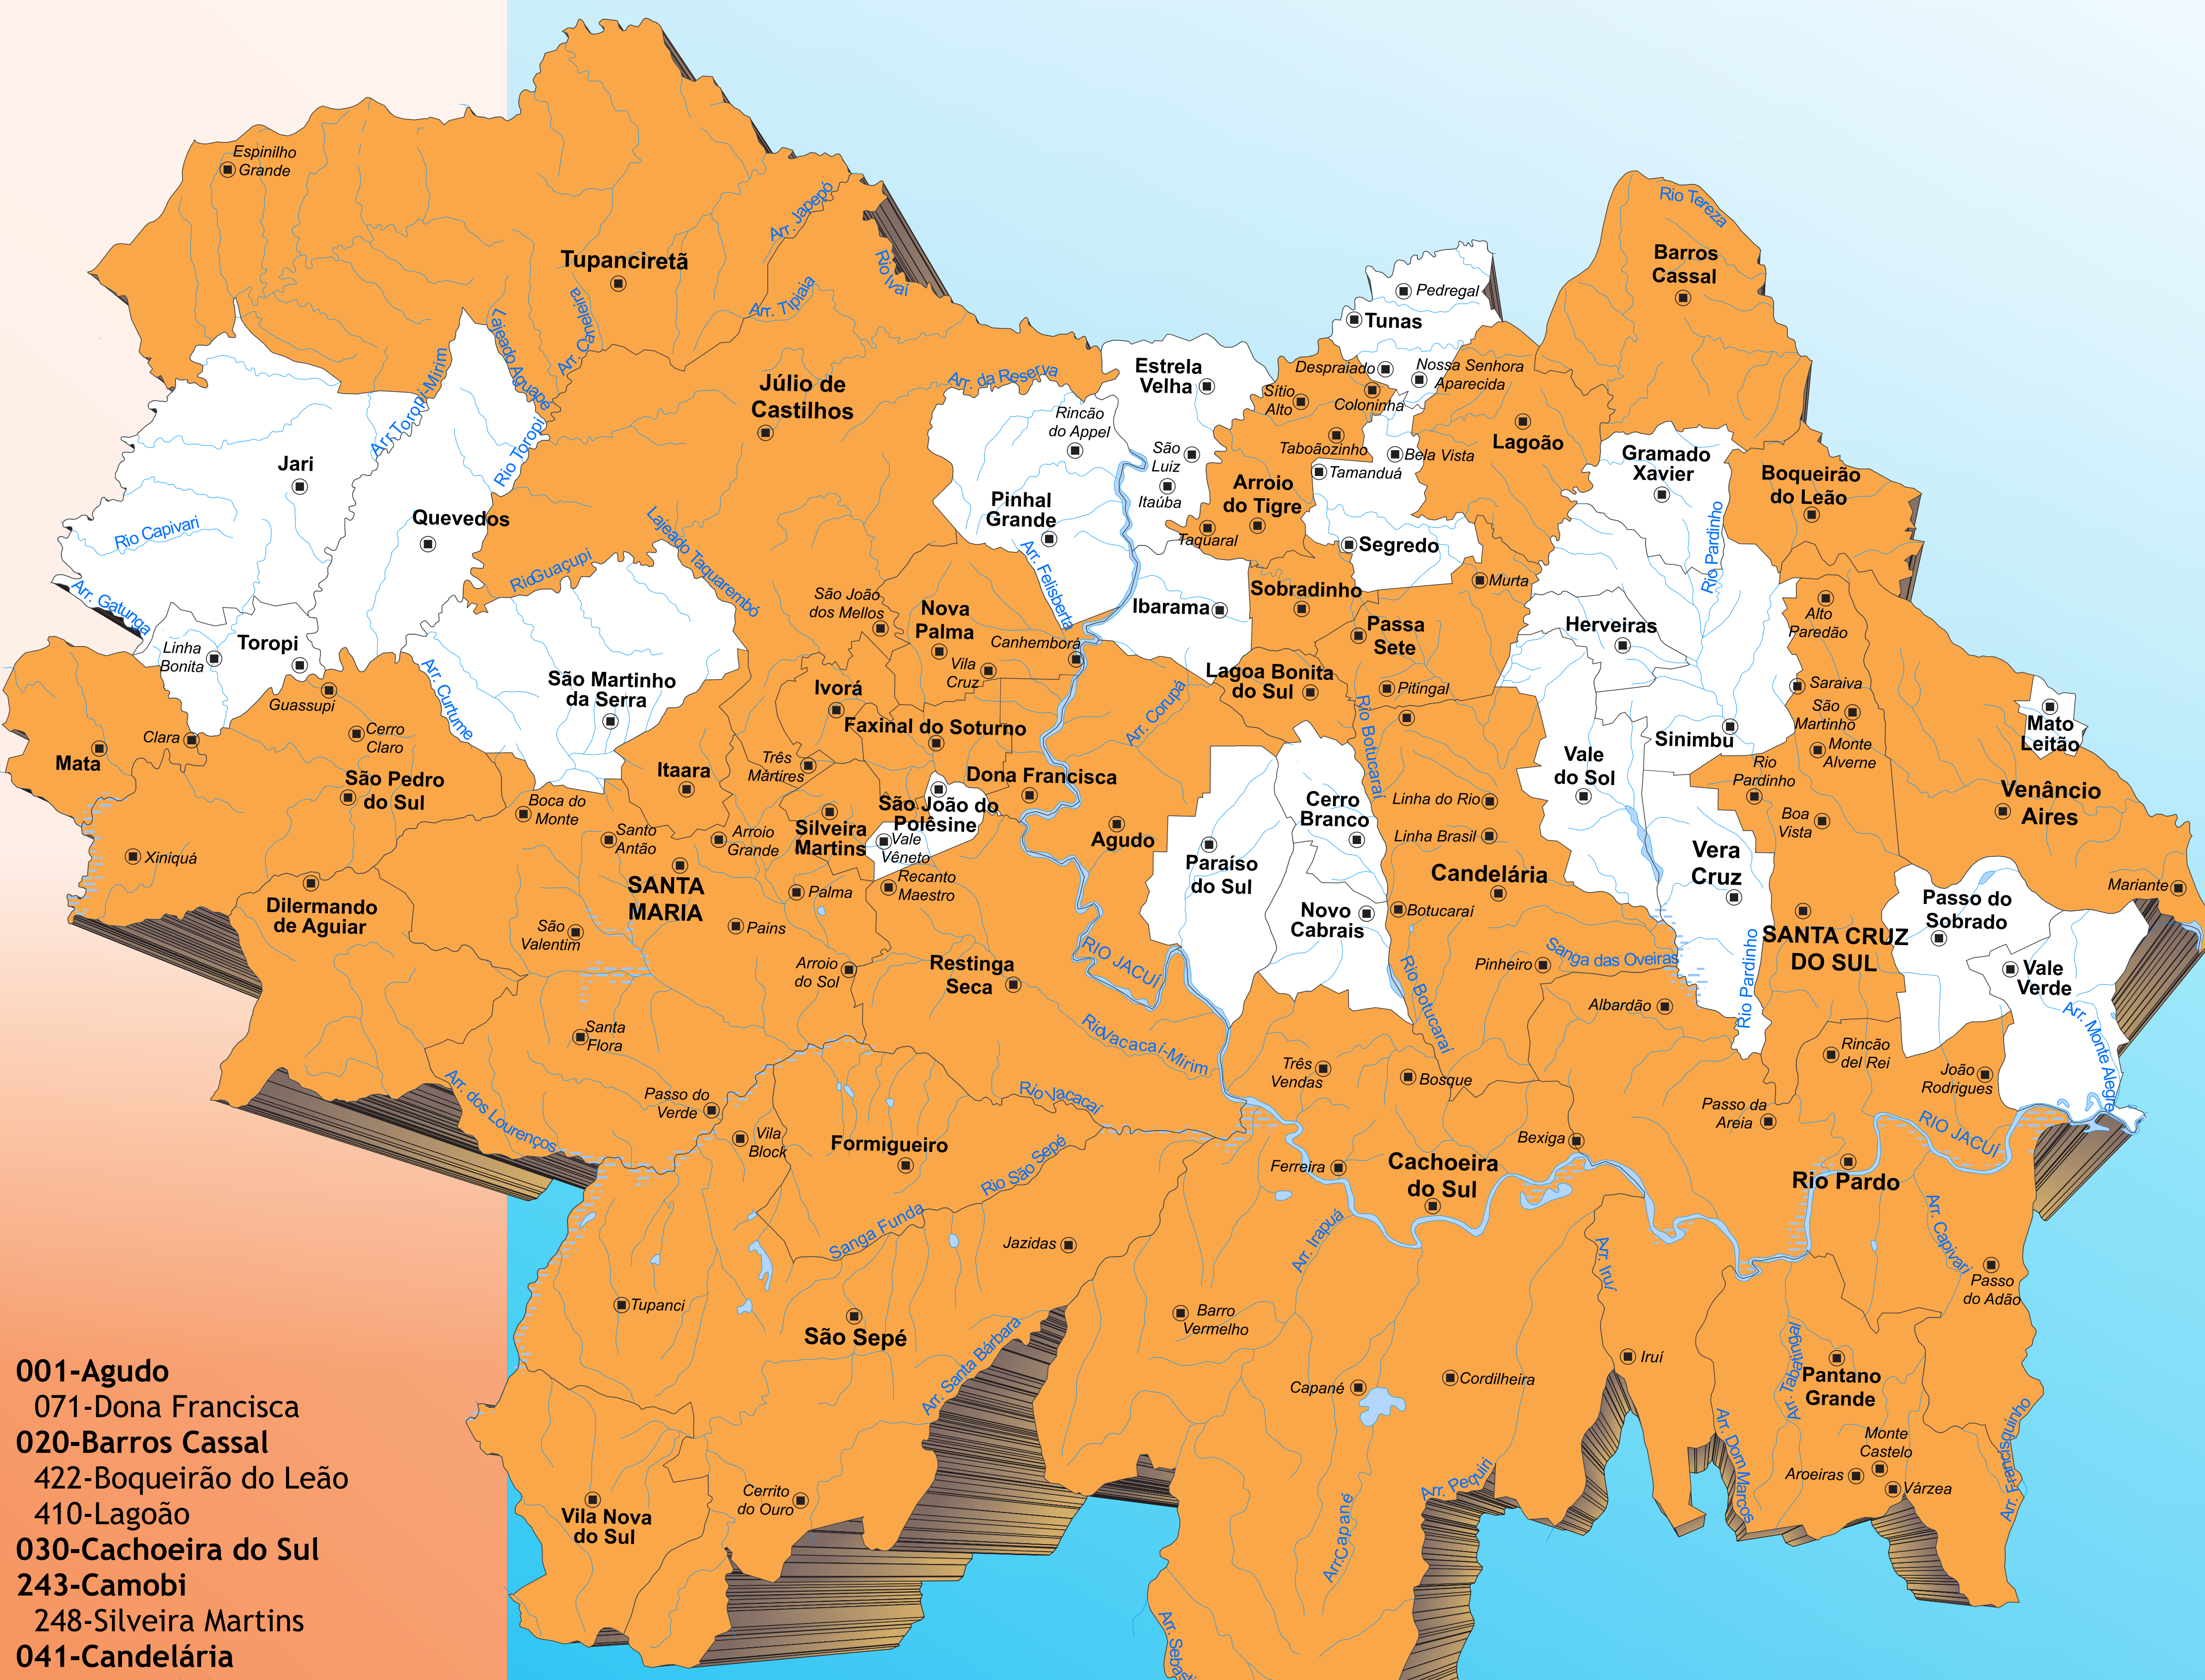 Espinilho
Grande
Tupanciretã
Arr. Japepó
Rio Ivaí
Arr. Tipiaia
Arr. Cameleira
Lajeado Aguapé
Arr. Toropi-Mirim
Rio Toropi
Júlio de
Castilhos
Arr. da Reserva
Rio Tereza
Barros
Cassal
Pedregal
Tunas
Estrela
Velha
Despraiado
Nossa Senhora
Aparecida
Sítio
Alto
Coloninha
Rincão
do Appel
Taboãozinho
Bela Vista
Lagoão
São
Luiz
Itaúba
Tamanduá
Gramado
Xavier
Boqueirão
do Leão
Jari
Quevedos
Rio Capivari
Pinhal
Grande
Arroio
do Tigre
Taquaral
Segredo
Rio Pardinho
Lajeado Taquarembó
Rio Guaçupi
Arr. Felisberta
Arr. Gatunga
Sobradinho
Murta
Ibarama
São João
dos Mellos
Nova
Palma
Canhemborá
Vila
Cruz
Passa
Sete
Herveiras
Alto
Paredão
Linha
Bonita
Toropi
São Martinho
da Serra
Arr. Curtume
Ivorá
Lagoa Bonita
do Sul
Pitingal
Saraiva
São
Martinho
Mato
Leitão
Guassupi
Cerro
Claro
Clara
Mata
Faxinal do Soturno
Arr. Corupá
Rio Botucaraí
Sinimbu
Monte
Alverne
Vale
do Sol
Rio
Pardinho
Venâncio
Aires
São Pedro
do Sul
Itaara
Três
Màrtires
Dona Francisca
São João do
Polêsine
Boca do
Monte
Santo
Antão
Arroio
Grande
Silveira
Martins
Vale
Vêneto
Agudo
Cerro
Branco
Linha do Rio
Linha Brasil
Boa
Vista
Xiniquá
Paraíso
do Sul
Vera
Cruz
Candelária
Mariante
Dilermando
de Aguiar
SANTA
MARIA
Palma
Recanto
Maestro
Novo
Cabrais
Botucaraí
Passo do
Sobrado
São
Valentim
Pains
SANTA CRUZ
DO SUL
Arroio
do Sol
Restinga
Seca
RIO JACUÍ
Pinheiro
Sanga das Oveiras
Vale
Verde
Albardão
Rio Botucaraí
Rio Pardinho
Arr. Monte Alegre
Santa
Flora
Rio Vacacaí-Mirim
Rio Vacacaí
Três
Vendas
Bosque
Rincão
del Rei
João
Rodrigues
Passo do
Verde
Arr. dos Lourenços
Vila
Block
Formigueiro
Passo da
Areia
Bexiga
RIO JACUÍ
Rio São Sepé
Ferreira
Cachoeira
do Sul
Rio Pardo
Sanga Funda
Jazidas
Arr. Irapuá
Arr. Iruí
Arr. Capivari
Passo
do Adão
Tupanci
São Sepé
Barro
Vermelho
Arr. Santa Bárbara
Iruí
Arr. Tabatingal
Pantano
Grande
Capané
Cordilheira
Monte
Castelo
Aroeiras
Várzea
Arr. Dom Marcos
Arr. Francisquinho
Arr. Pequiri
Arr. Capané
Cerrito
do Ouro
Vila Nova
do Sul
001-Agudo
071-Dona Francisca
020-Barros Cassal
422-Boqueirão do Leão
410-Lagoão
030-Cachoeira do Sul
243-Camobi
248-Silveira Martins
041-Candelária